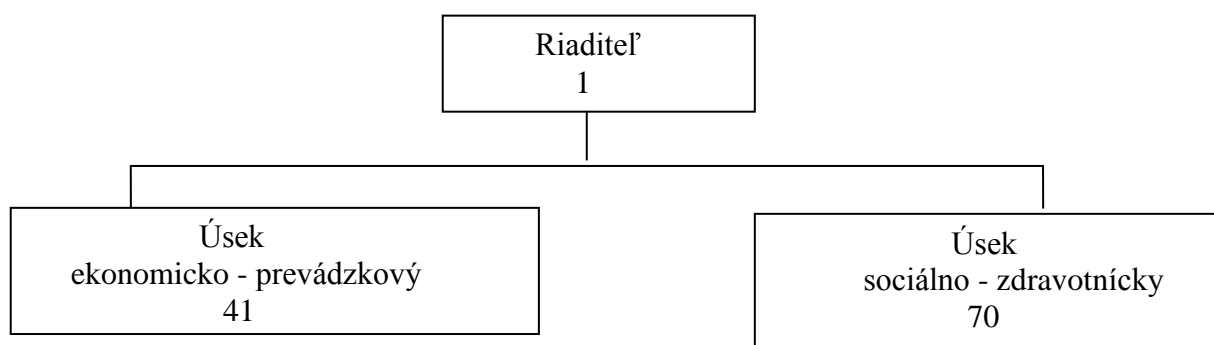 Riaditeľ
1
Úsek
ekonomicko - prevádzkový
41
Úsek
sociálno - zdravotnícky
70